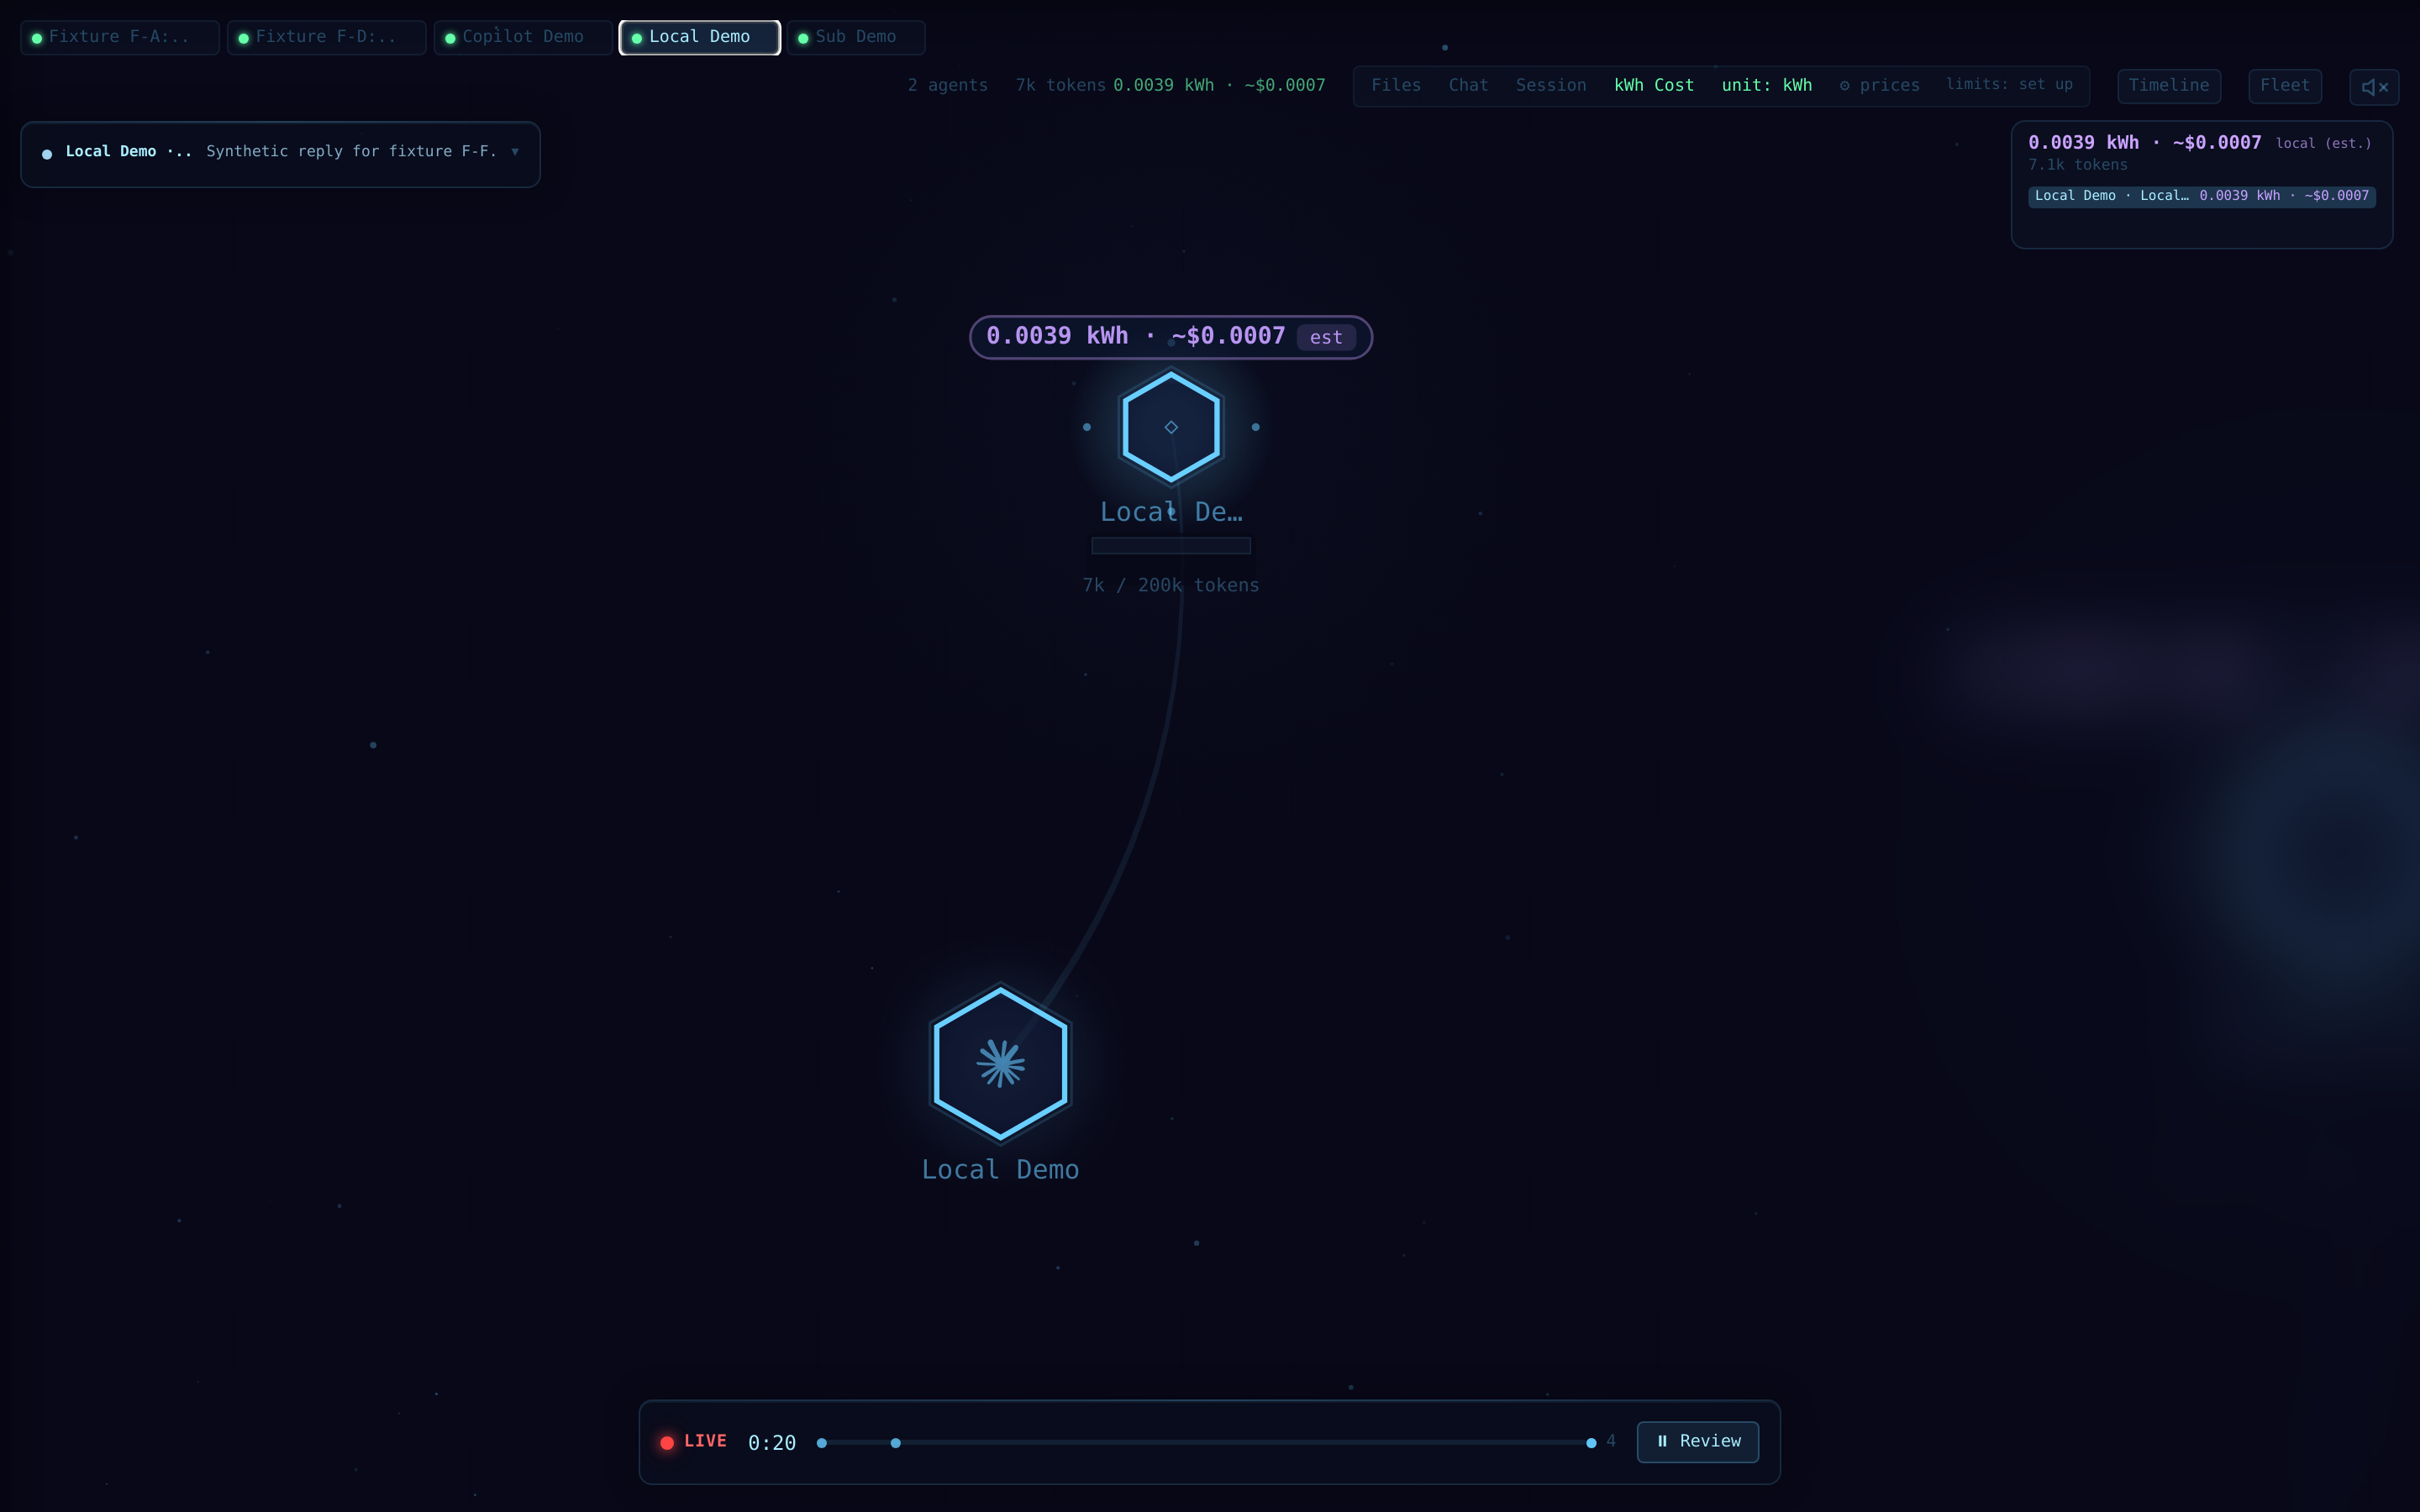 Fixture F-A:.. Fixture F-D:.. Copilot Demo Local Demo Sub Demo
2 agents 7k tokens 0.0039 kWh · ~$0.0007 Files Chat Session kWh Cost unit: kWh ⚙ prices limits: set up Timeline Fleet
Local Demo ·.. Synthetic reply for fixture F-F. ▼
0.0039 kWh · ~$0.0007 local (est.)
7.1k tokens
Local Demo · Local… 0.0039 kWh · ~$0.0007
0.0039 kWh · ~$0.0007 est
Local De…
7k / 200k tokens
Local Demo
LIVE 0:20 4 Review